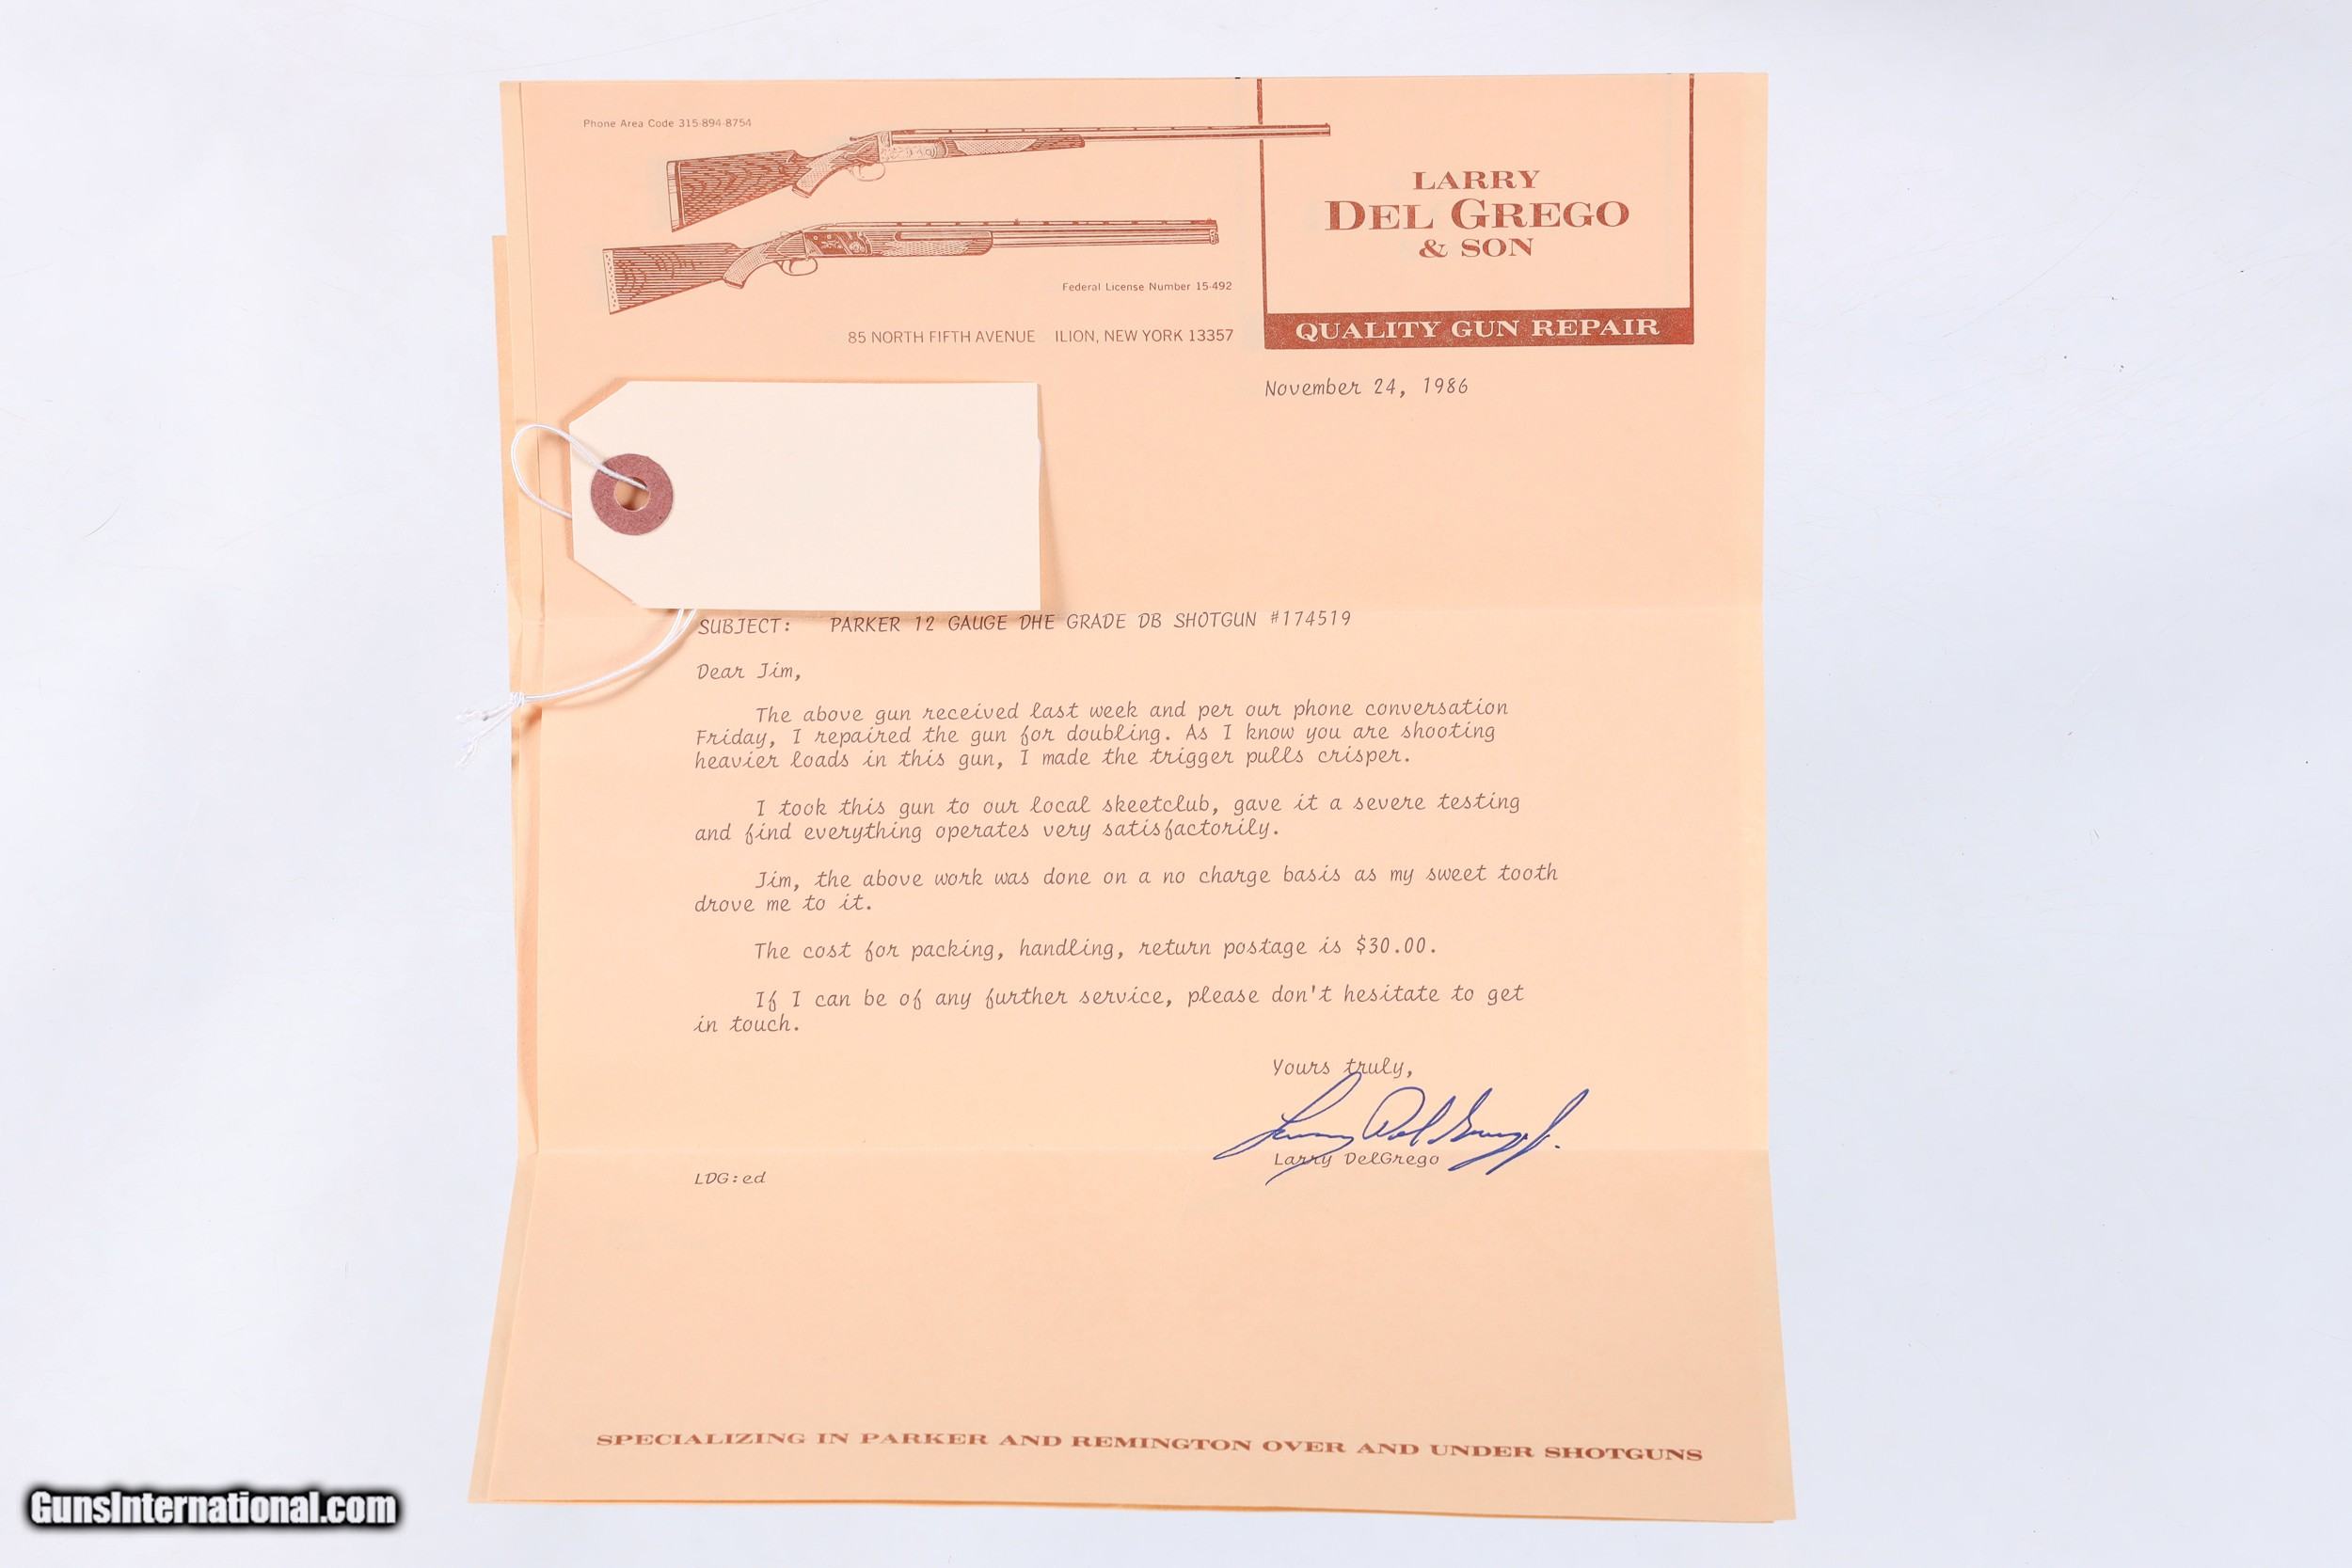 Phone Area Code 315-894-8754
LARRY
DEL GREGO
& SON
Federal License Number 15-492
85 NORTH FIFTH AVENUE ILION, NEW YORK 13357
QUALITY GUN REPAIR
November 24, 1986
SUBJECT: PARKER 12 GAUGE DHE GRADE DB SHOTGUN #174519
Dear Jim,
The above gun received last week and per our phone conversation
Friday, I repaired the gun for doubling. As I know you are shooting
heavier loads in this gun, I made the trigger pulls crisper.
I took this gun to our local skeetclub, gave it a severe testing
and find everything operates very satisfactorily.
Jim, the above work was done on a no charge basis as my sweet tooth
drove me to it.
The cost for packing, handling, return postage is $30.00.
If I can be of any further service, please don't hesitate to get
in touch.
Yours truly,
Larry Del Grego Jr.
Larry DelGrego
LDG:ed
SPECIALIZING IN PARKER AND REMINGTON OVER AND UNDER SHOTGUNS
GunsInternational.com